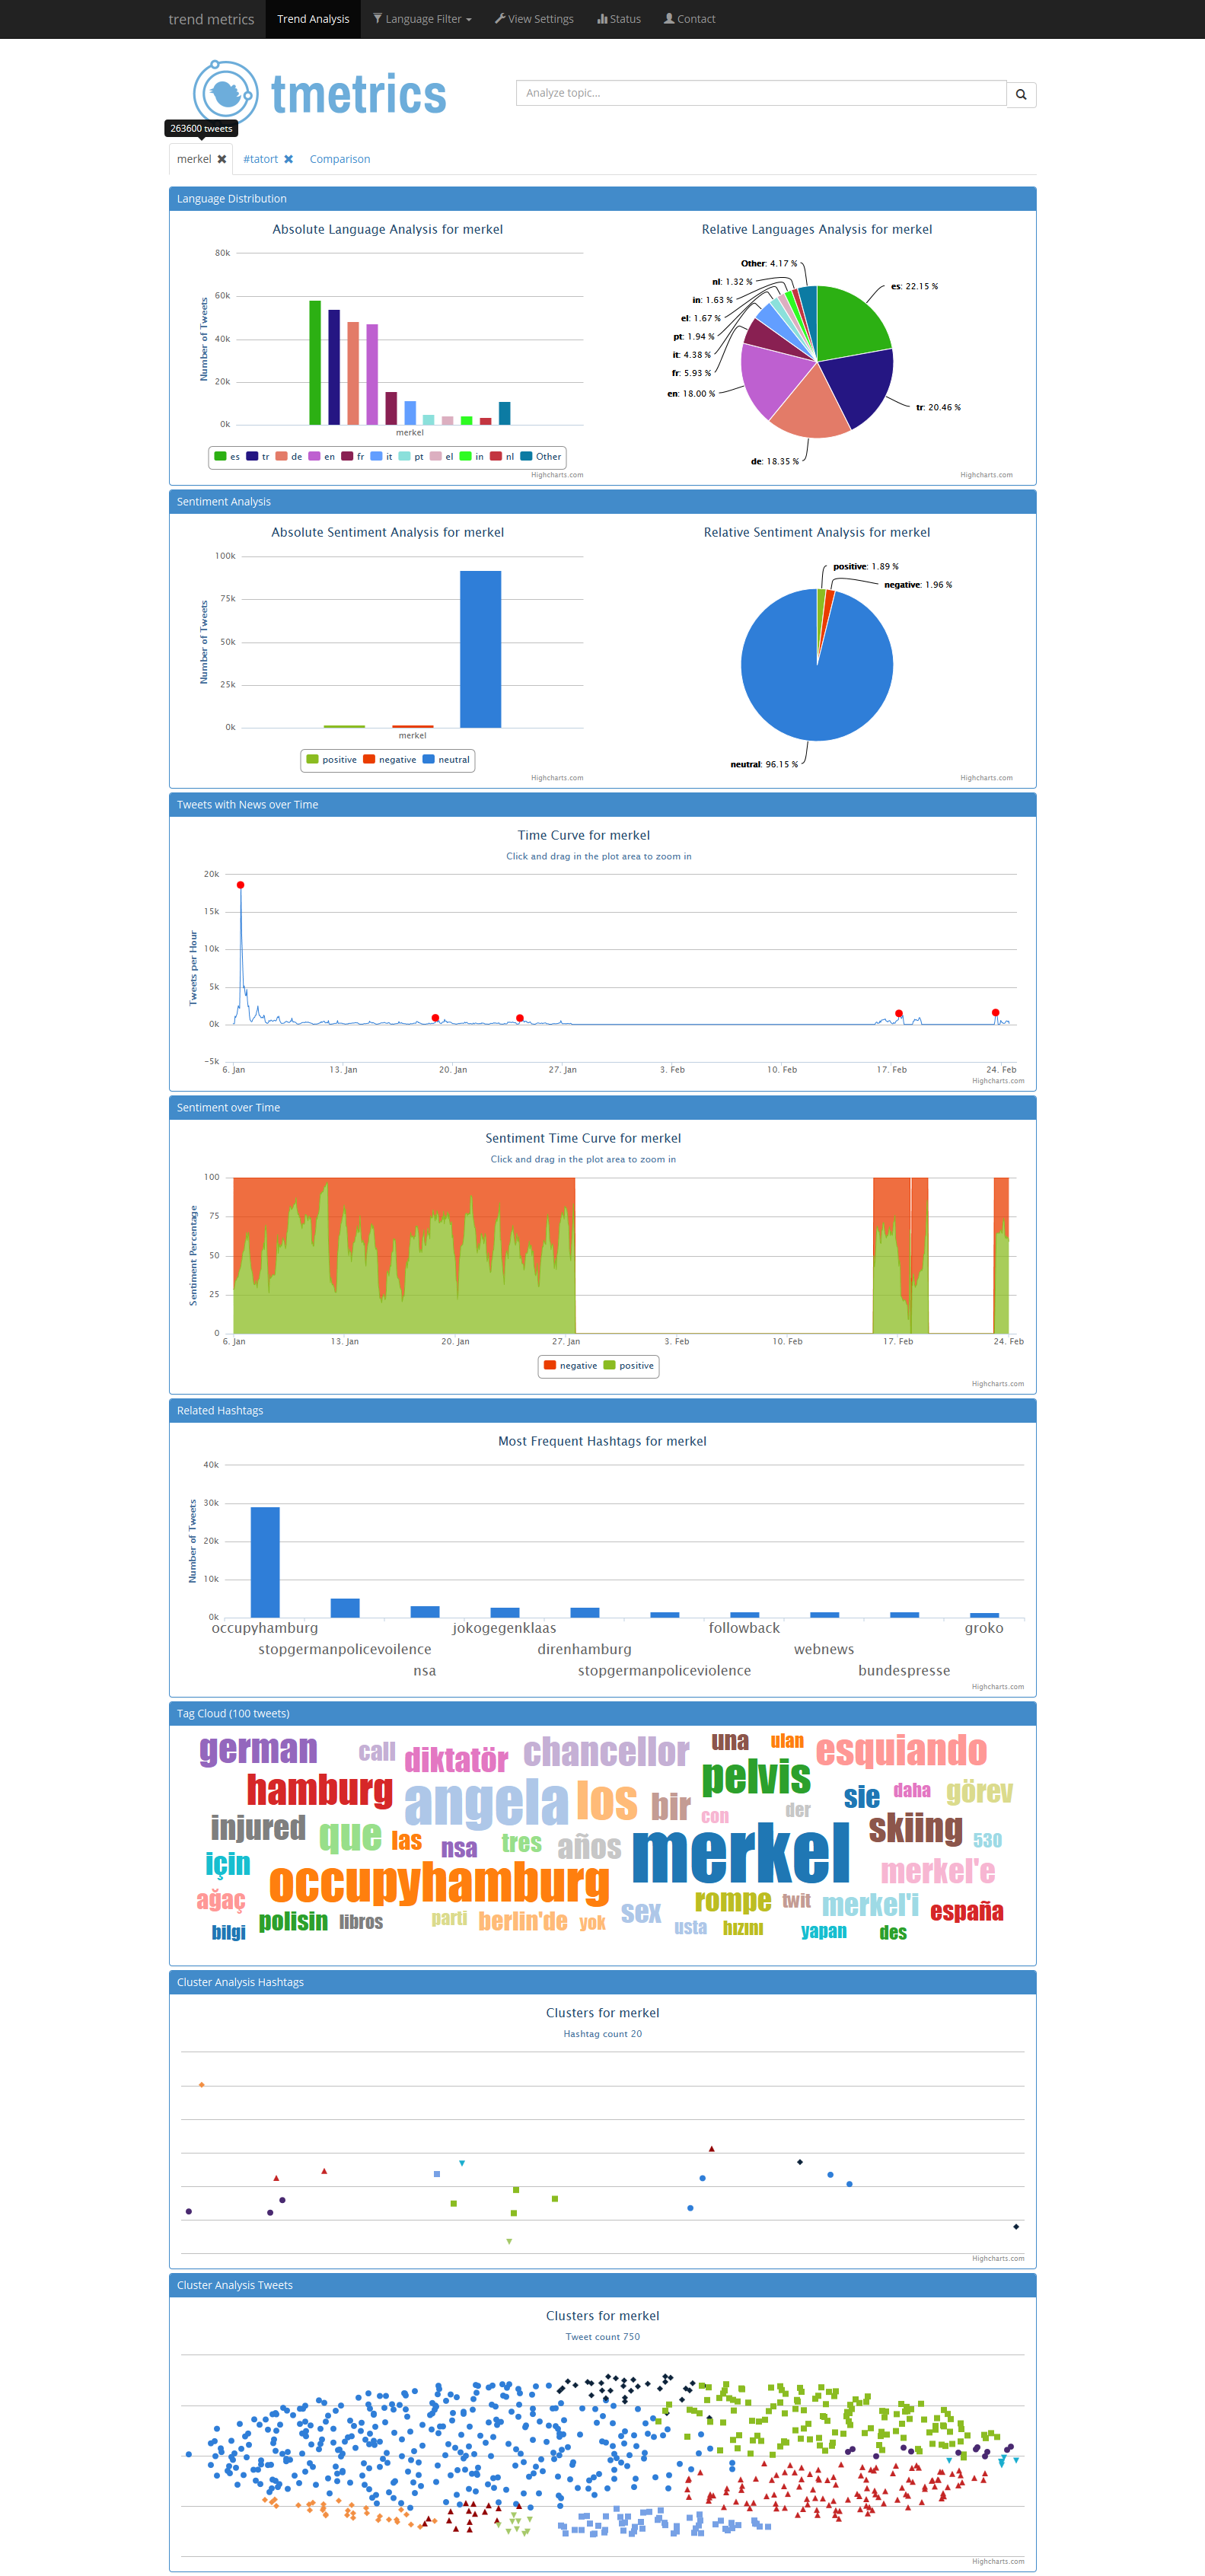 trend metrics Trend Analysis Language Filter View Settings Status Contact
tmetrics
Analyze topic...
263600 tweets
merkel #tatort Comparison
Language Distribution
Absolute Language Analysis for merkel
80k
60k
40k
20k
0k
Number of Tweets
merkel
es tr de en fr it pt el in nl Other
Highcharts.com
Relative Languages Analysis for merkel
Other: 4.17 %
nl: 1.32 %
in: 1.63 %
el: 1.67 %
pt: 1.94 %
it: 4.38 %
fr: 5.93 %
en: 18.00 %
de: 18.35 %
es: 22.15 %
tr: 20.46 %
Highcharts.com
Sentiment Analysis
Absolute Sentiment Analysis for merkel
100k
75k
50k
25k
0k
Number of Tweets
merkel
positive negative neutral
Highcharts.com
Relative Sentiment Analysis for merkel
positive: 1.89 %
negative: 1.96 %
neutral: 96.15 %
Highcharts.com
Tweets with News over Time
Time Curve for merkel
Click and drag in the plot area to zoom in
20k
15k
10k
5k
0k
-5k
Tweets per Hour
6. Jan 13. Jan 20. Jan 27. Jan 3. Feb 10. Feb 17. Feb 24. Feb
Highcharts.com
Sentiment over Time
Sentiment Time Curve for merkel
Click and drag in the plot area to zoom in
100
75
50
25
0
Sentiment Percentage
6. Jan 13. Jan 20. Jan 27. Jan 3. Feb 10. Feb 17. Feb 24. Feb
negative positive
Highcharts.com
Related Hashtags
Most Frequent Hashtags for merkel
40k
30k
20k
10k
0k
Number of Tweets
occupyhamburg jokogegenklaas followback groko
stopgermanpolicevoilence direnhamburg webnews
nsa stopgermanpoliceviolence bundespresse
Highcharts.com
Tag Cloud (100 tweets)
german call diktatör chancellor una ulan esquiando
hamburg angela los bir pelvis con der sie daha görev
injured que las nsa tres años merkel skiing 530
için occupyhamburg merkel'e
ağaç rompe twit merkel'i españa
bilgi polisin libros parti berlin'de yok sex usta hızını yapan des
Cluster Analysis Hashtags
Clusters for merkel
Hashtag count 20
Highcharts.com
Cluster Analysis Tweets
Clusters for merkel
Tweet count 750
Highcharts.com